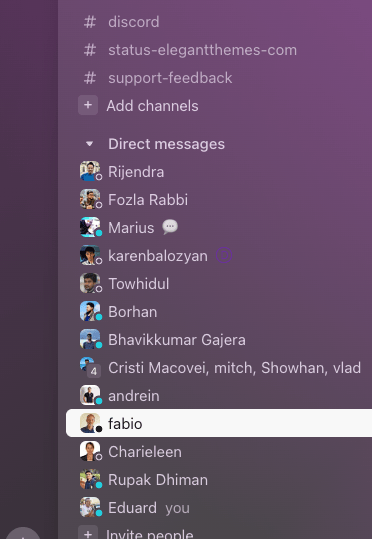 # discord
# status-elegantthemes-com
# support-feedback
+ Add channels
Direct messages
Rijendra
Fozla Rabbi
Marius
karenbalozyan
Towhidul
Borhan
Bhavikkumar Gajera
4 Cristi Macovei, mitch, Showhan, vlad
andrein
fabio
Charieleen
Rupak Dhiman
Eduard you
+ Invite people